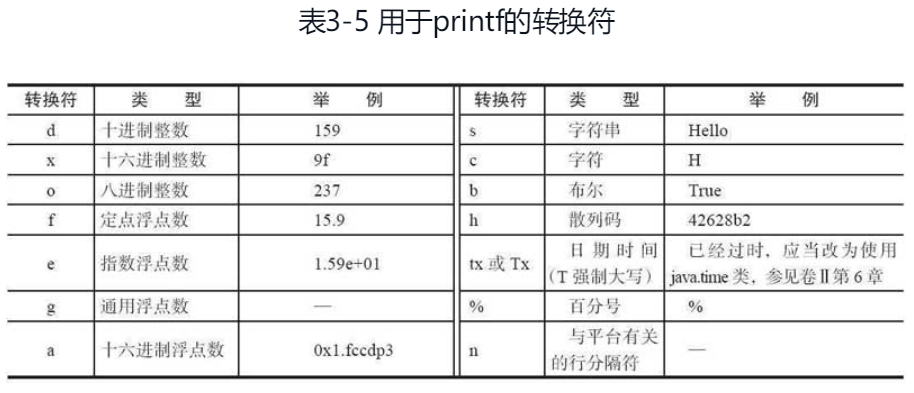 表3-5 用于printf的转换符
转换符 类 型 举 例 转换符 类 型 举 例
d 十进制整数 159 s 字符串 Hello
x 十六进制整数 9f c 字符 H
o 八进制整数 237 b 布尔 True
f 定点浮点数 15.9 h 散列码 42628b2
e 指数浮点数 1.59e+01 tx 或 Tx 日期时间 已经过时，应当改为使用
(T 强制大写) java.time 类，参见卷Ⅱ第 6 章
g 通用浮点数 — % 百分号 %
a 十六进制浮点数 0x1.fccdp3 n 与平台有关 —
的行分隔符